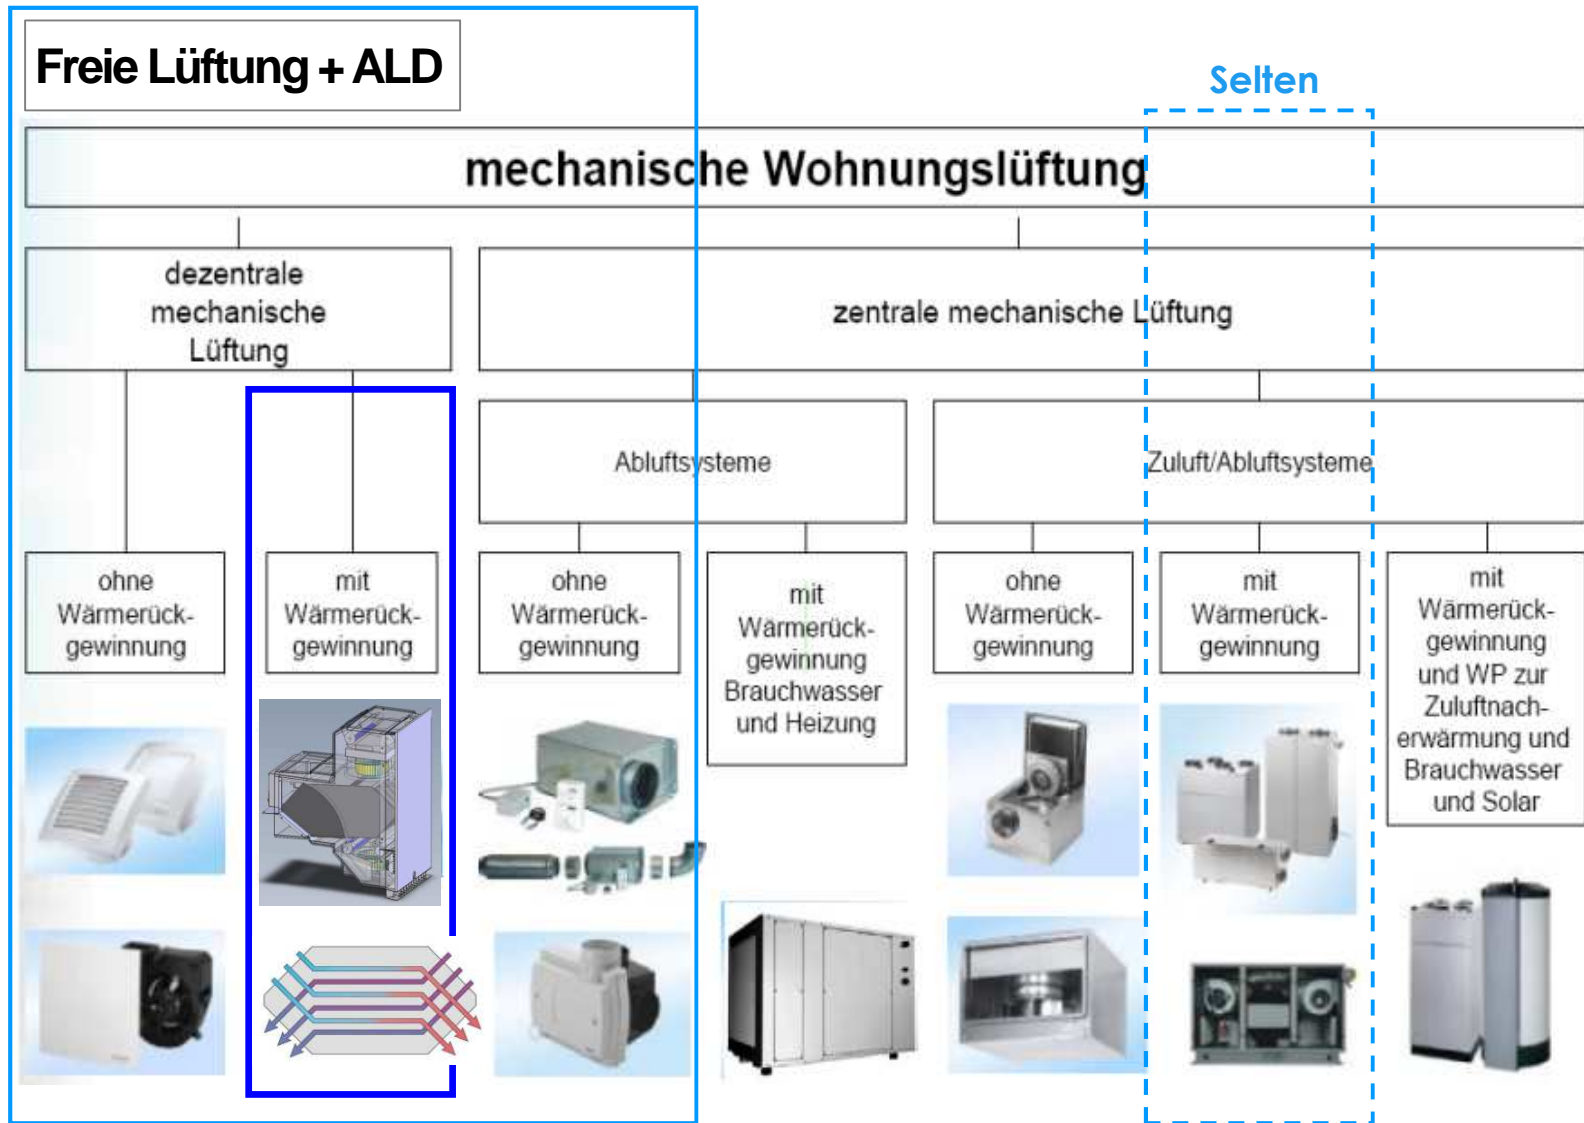 Freie Lüftung + ALD
Selten
mechanische Wohnungslüftung
dezentrale
mechanische
Lüftung
zentrale mechanische Lüftung
Abluftsysteme
Zuluft/Abluftsysteme
ohne
Wärmerück-
gewinnung
mit
Wärmerück-
gewinnung
ohne
Wärmerück-
gewinnung
mit
Wärmerück-
gewinnung
Brauchwasser
und Heizung
ohne
Wärmerück-
gewinnung
mit
Wärmerück-
gewinnung
mit
Wärmerück-
gewinnung
und WP zur
Zuluftnach-
erwärmung und
Brauchwasser
und Solar